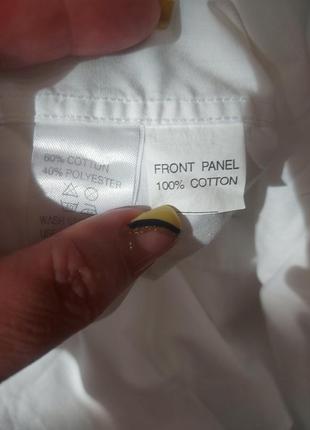 60% COTTON
40% POLYESTER
WASH
FRONT PANEL
100% COTTON